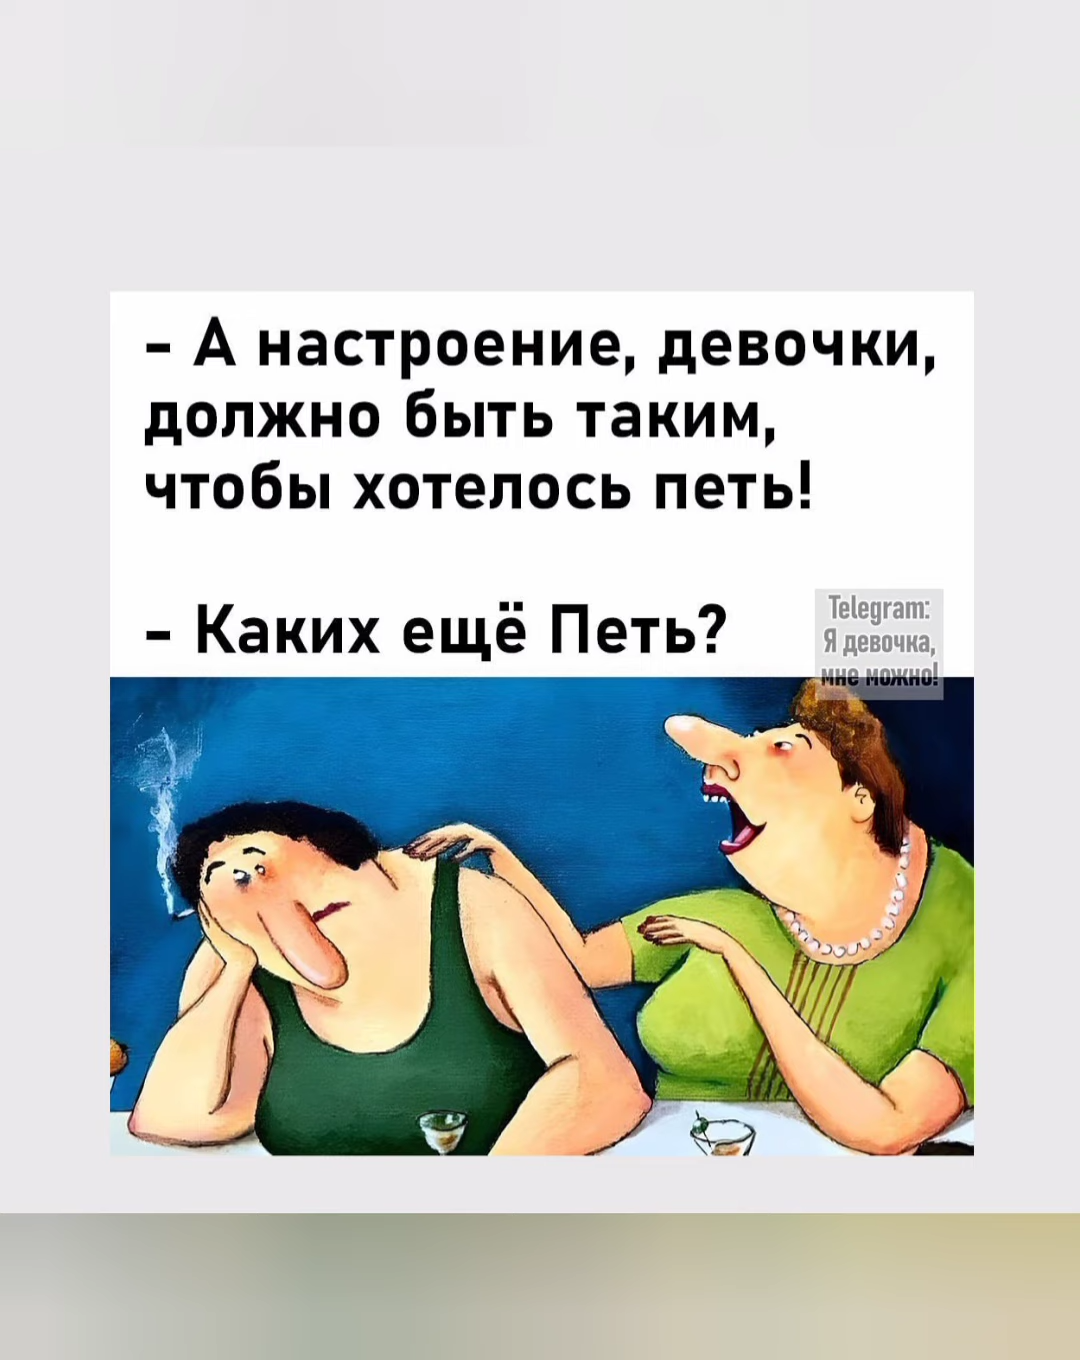 - А настроение, девочки,
должно быть таким,
чтобы хотелось петь!
- Каких ещё Петь?
Telegram:
Я девочка,
мне можно!